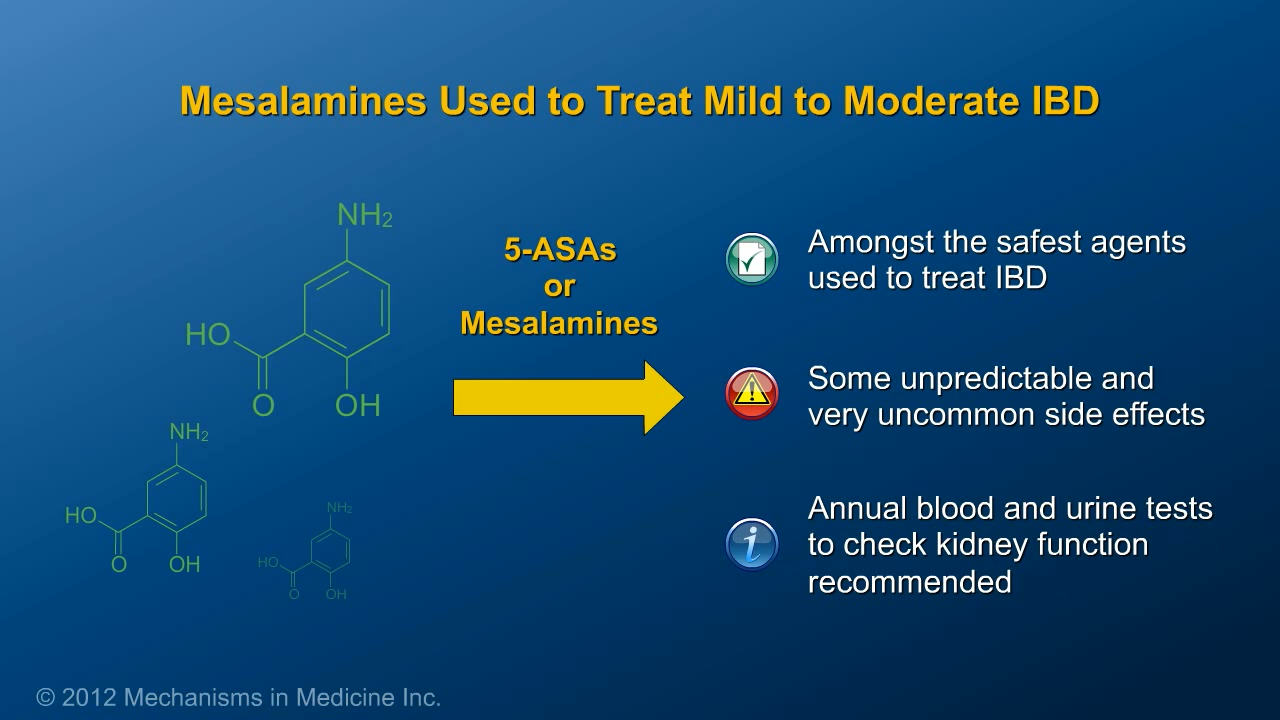 Mesalamines Used to Treat Mild to Moderate IBD
NH2
HO
O
OH
NH2
HO
O
OH
NH2
HO
O
OH
5-ASAs
or
Mesalamines
Amongst the safest agents
used to treat IBD
Some unpredictable and
very uncommon side effects
i
Annual blood and urine tests
to check kidney function
recommended
© 2012 Mechanisms in Medicine Inc.